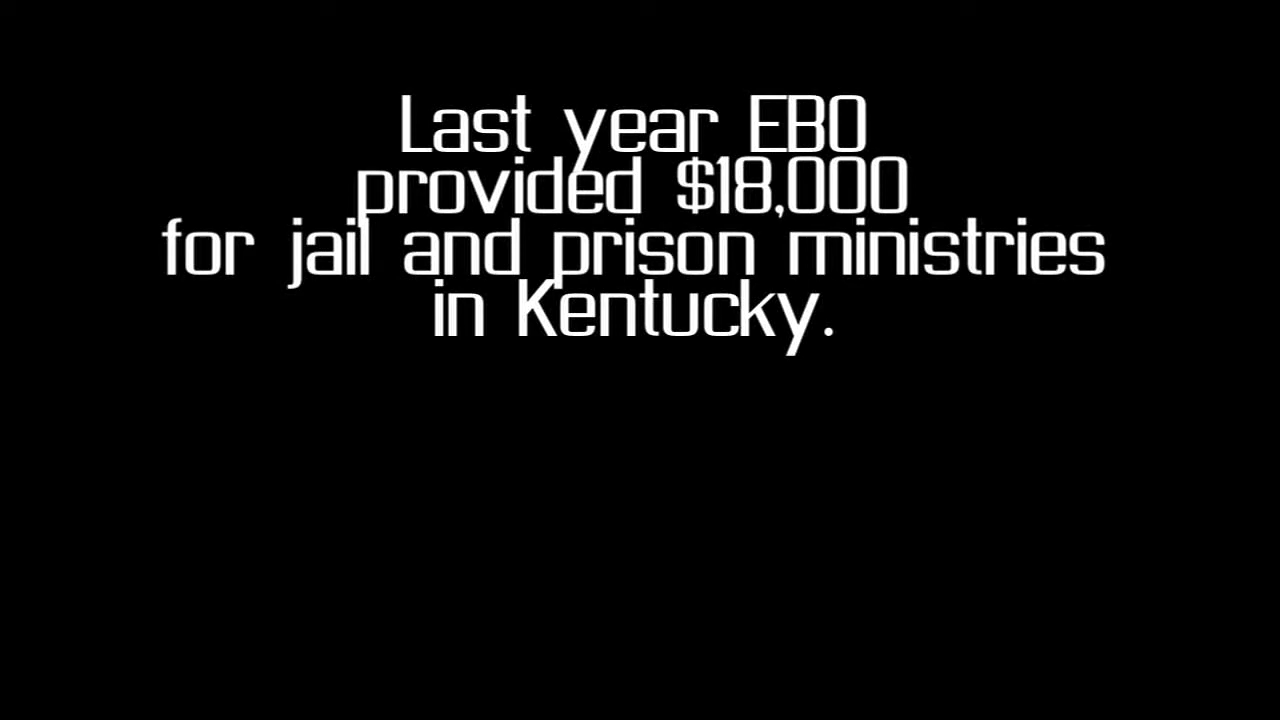 Last year EBO
provided $18,000
for jail and prison ministries
in Kentucky.